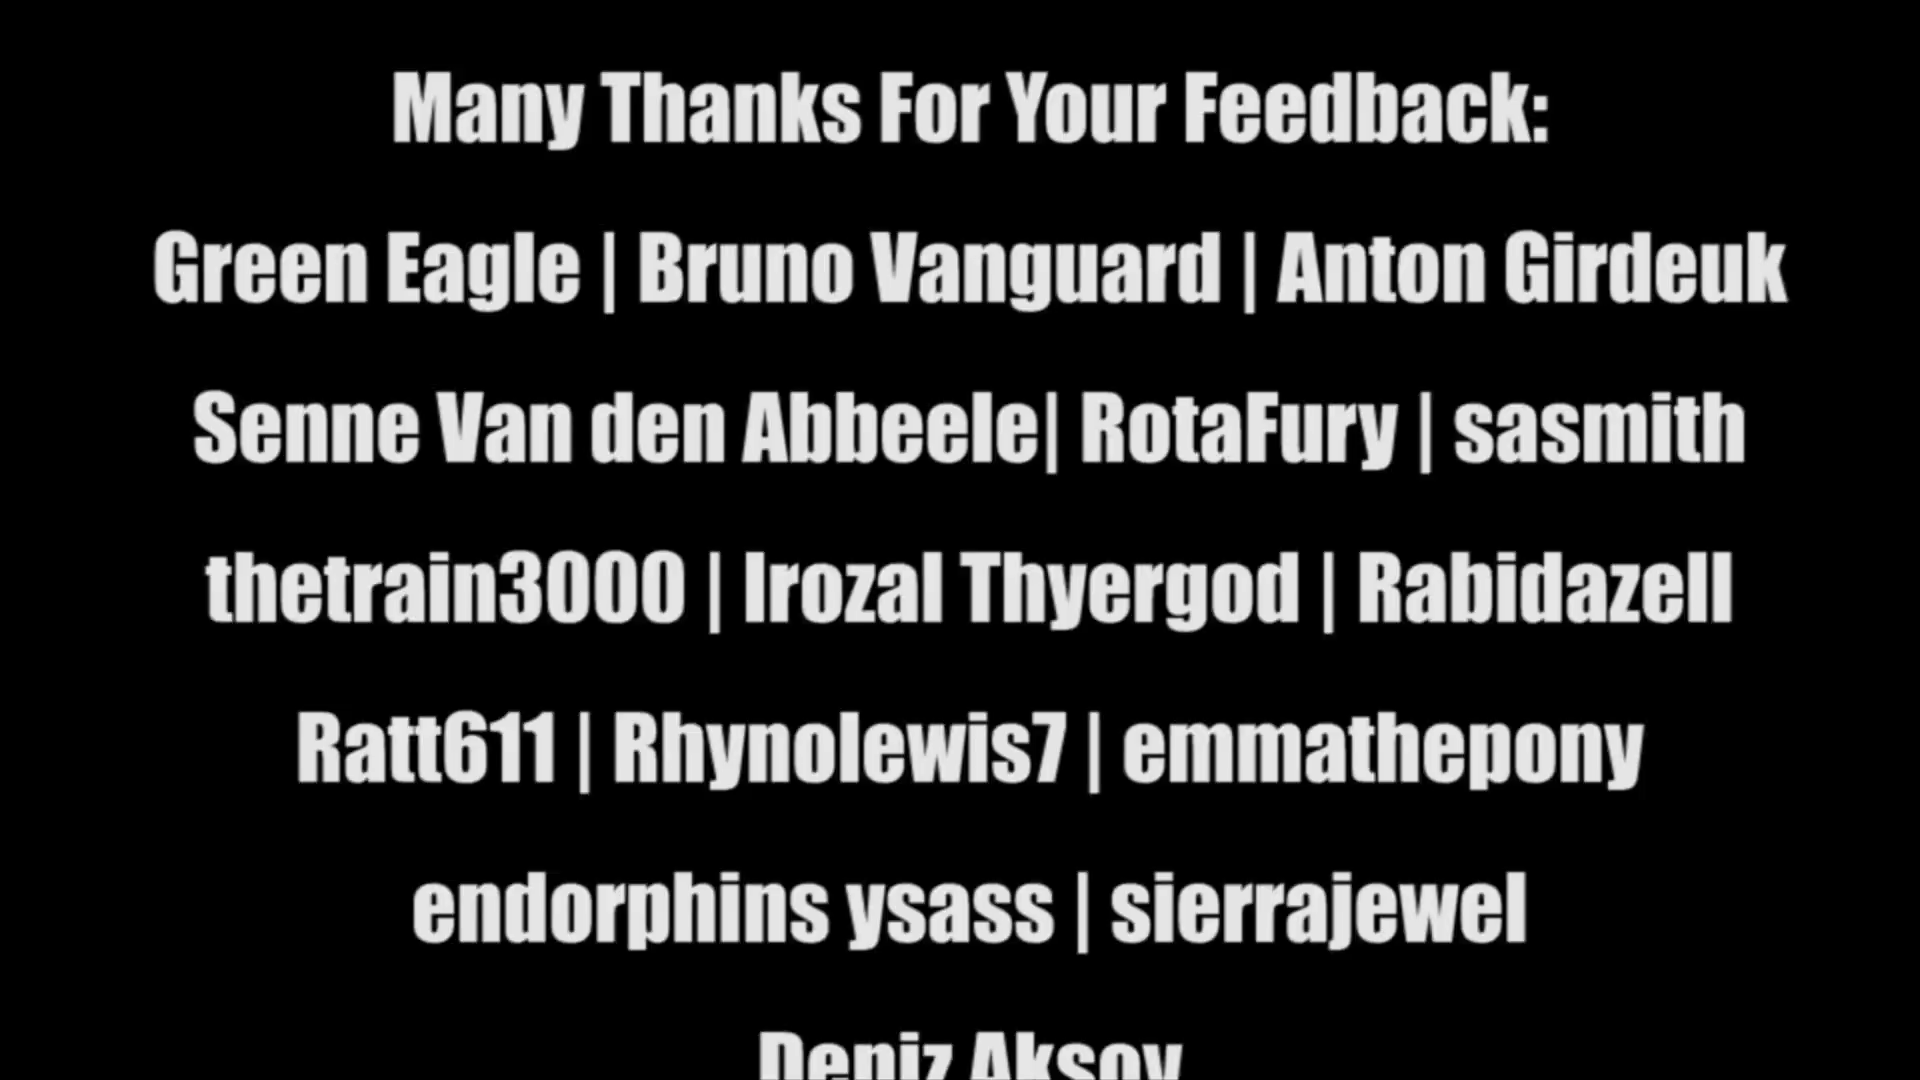 Many Thanks For Your Feedback:
Green Eagle | Bruno Vanguard | Anton Girdeuk
Senne Van den Abbeele| RotaFury | sasmith
thetrain3000 | Irozal Thyergod | Rabidazell
Ratt611 | Rhynolewis7 | emmathepony
endorphins ysass | sierrajewel
Deniz Aksoy